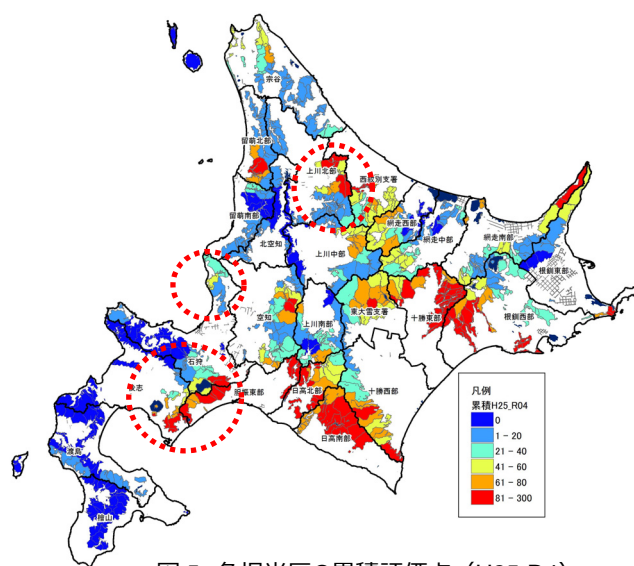 宗谷
留萌北部
上川北部
西紋別支署
網走西部
留萌南部
網走中部
網走南部
北空知
上川中部
根釧東部
根釧西部
空知
東大雪支署
十勝東部
上川南部
石狩
後志
胆振東部
日高北部
十勝西部
日高南部
渡島
檜山
凡例
累積H25_R04
0
1 - 20
21 - 40
41 - 60
61 - 80
81 - 300